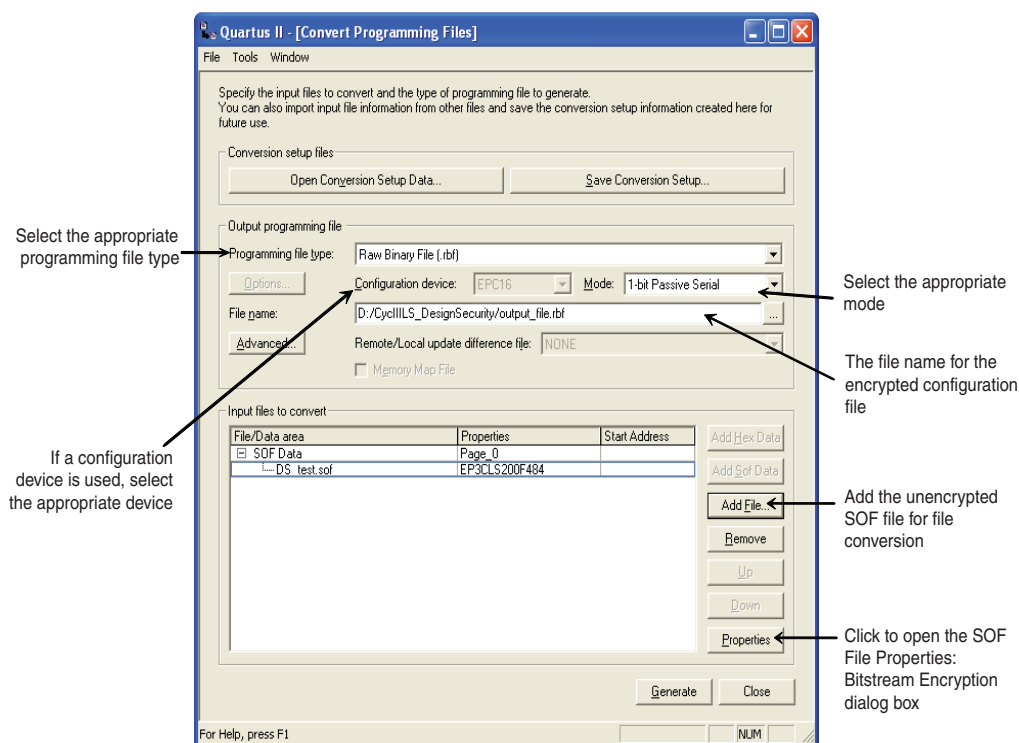 Quartus II - [Convert Programming Files]
File Tools Window
Specify the input files to convert and the type of programming file to generate.
You can also import input file information from other files and save the conversion setup information created here for
future use.
Conversion setup files
Open Conversion Setup Data...
Save Conversion Setup...
Output programming file
Programming file type:
Raw Binary File (.rbf)
Options...
Configuration device:
EPC16
Mode:
1-bit Passive Serial
File name:
D:/CyclIILS_DesignSecurity/output_file.rbf
...
Advanced...
Remote/Local update difference file:
NONE
Memory Map File
Input files to convert
File/Data area
Properties
Start Address
SOF Data
Page_0
DS_test.sof
EP3CLS200F484
Add Hex Data
Add Sof Data
Add File...
Remove
Up
Down
Properties
Generate
Close
For Help, press F1
NUM
Select the appropriate
programming file type
If a configuration
device is used, select
the appropriate device
Select the appropriate
mode
The file name for the
encrypted configuration
file
Add the unencrypted
SOF file for file
conversion
Click to open the SOF
File Properties:
Bitstream Encryption
dialog box